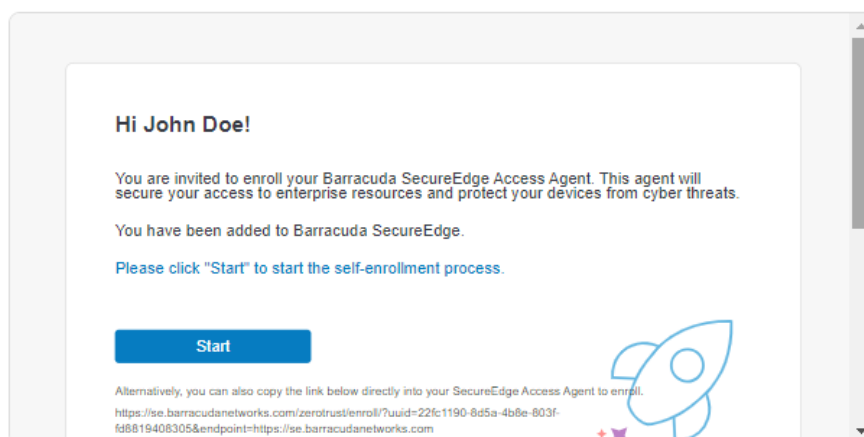 Hi John Doe!
You are invited to enroll your Barracuda SecureEdge Access Agent. This agent will
secure your access to enterprise resources and protect your devices from cyber threats.
You have been added to Barracuda SecureEdge.
Please click "Start" to start the self-enrollment process.
Start
Alternatively, you can also copy the link below directly into your SecureEdge Access Agent to enroll.
https://se.barracudanetworks.com/zerotrust/enroll/?uuid=22fc1190-8d5a-4b8e-803f-
fd8819408305&endpoint=https://se.barracudanetworks.com